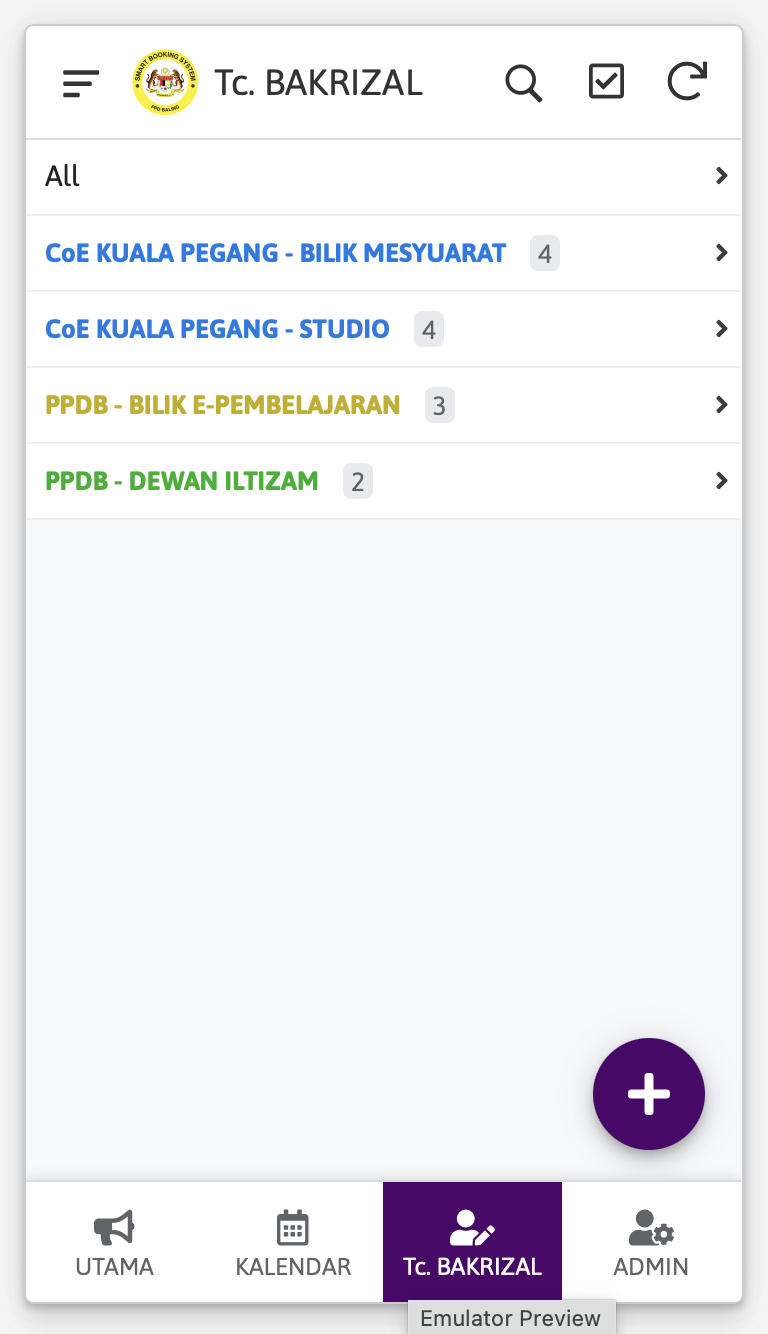 SMART BOOKING SYSTEM
PPD BALING
Tc. BAKRIZAL
All
CoE KUALA PEGANG - BILIK MESYUARAT 4
CoE KUALA PEGANG - STUDIO 4
PPDB - BILIK E-PEMBELAJARAN 3
PPDB - DEWAN ILTIZAM 2
UTAMA
KALENDAR
Tc. BAKRIZAL
ADMIN
Emulator Preview